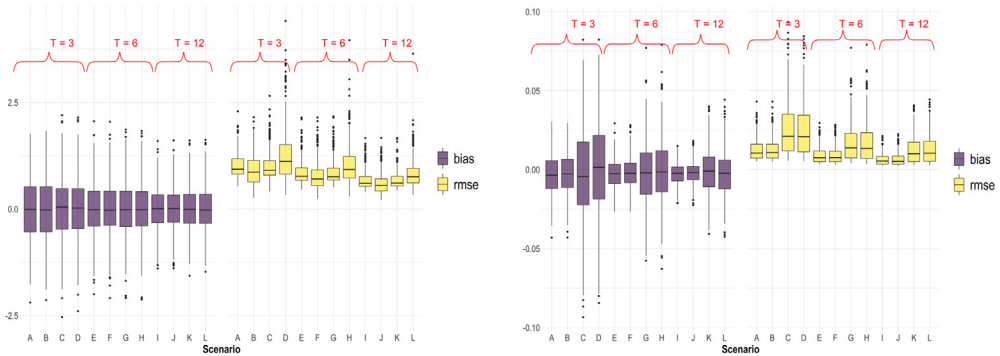 T = 3 T = 6 T = 12 T = 3 T = 6 T = 12
2.5
0.0
-2.5
A B C D E F G H I J K L A B C D E F G H I J K L
Scenario
bias
rmse
0.10
T = 3 T = 6 T = 12 T = 3 T = 6 T = 12
0.05
0.00
-0.05
-0.10
A B C D E F G H I J K L A B C D E F G H I J K L
Scenario
bias
rmse